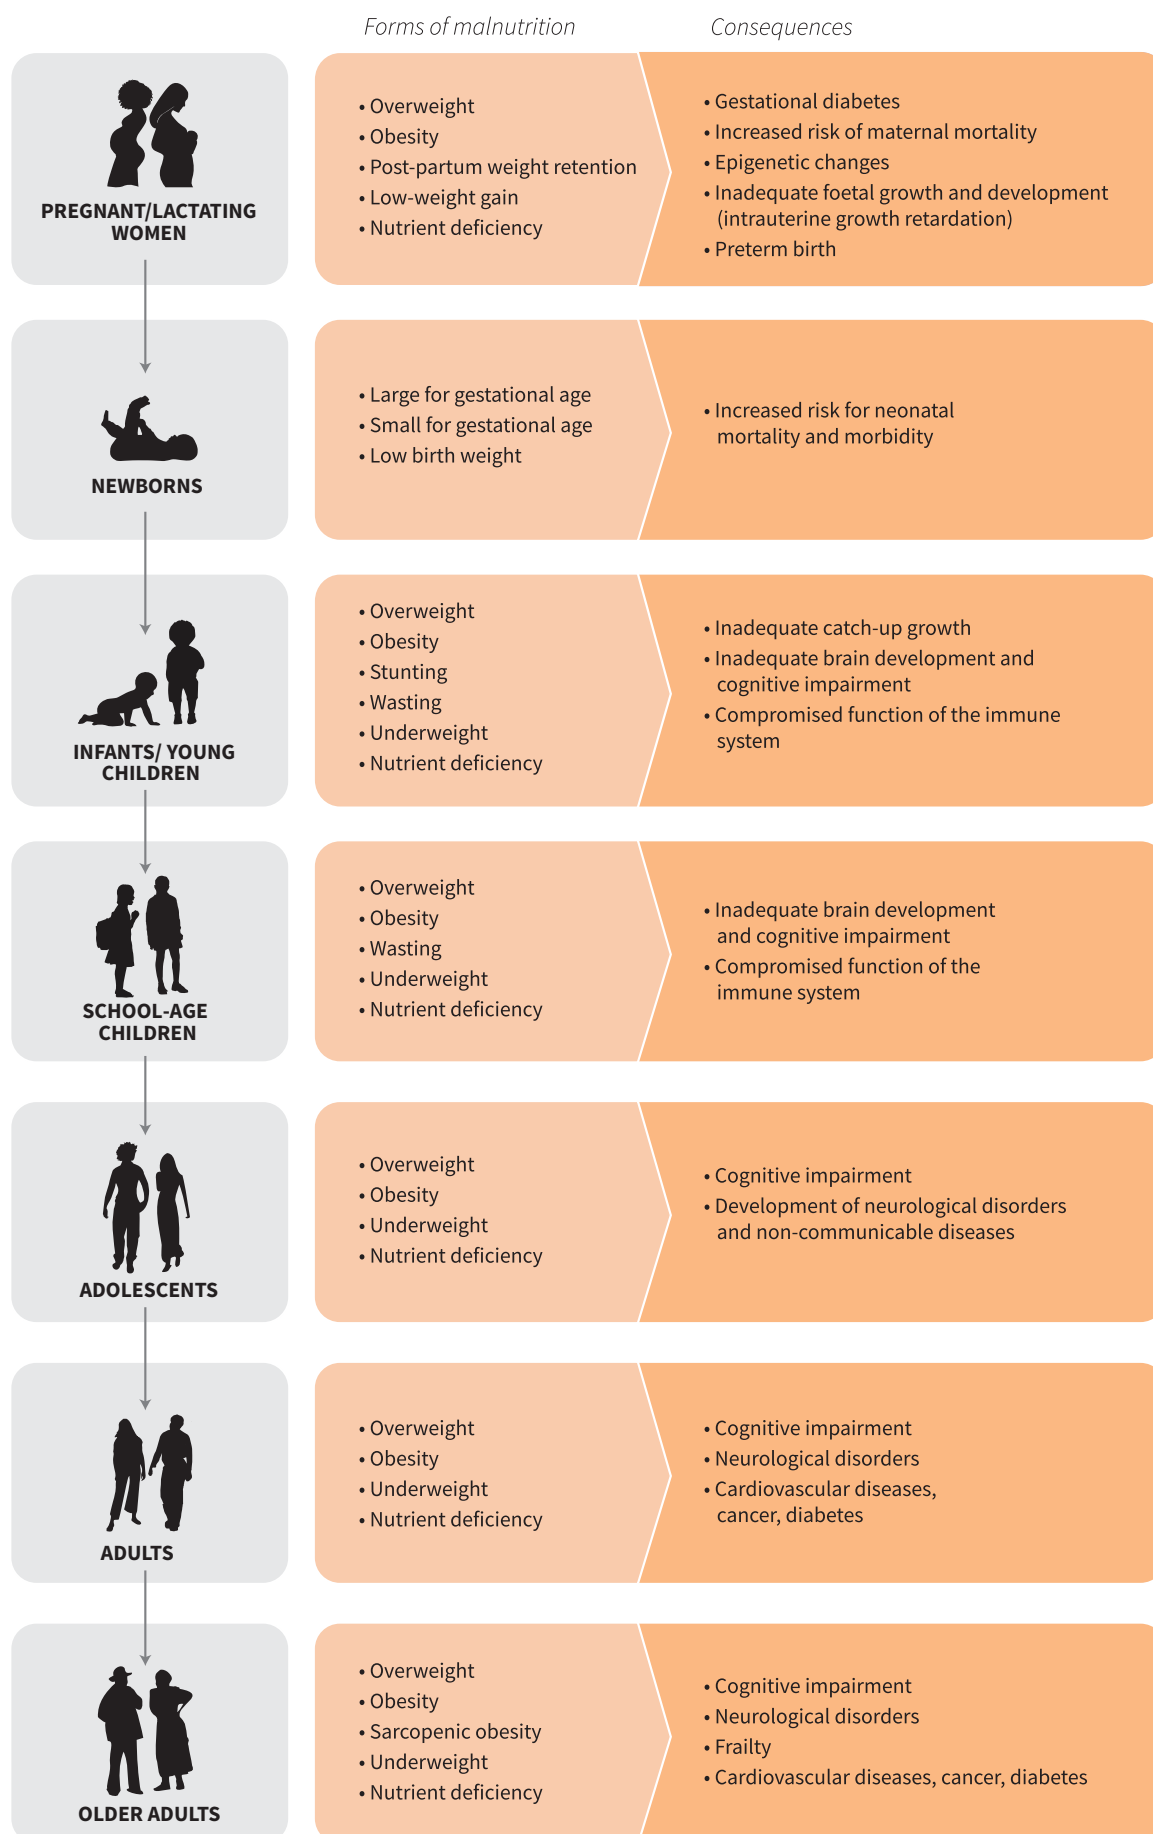 Forms of malnutrition
Consequences
PREGNANT/LACTATING
WOMEN
• Overweight
• Obesity
• Post-partum weight retention
• Low-weight gain
• Nutrient deficiency
• Gestational diabetes
• Increased risk of maternal mortality
• Epigenetic changes
• Inadequate foetal growth and development
(intrauterine growth retardation)
• Preterm birth
NEWBORNS
• Large for gestational age
• Small for gestational age
• Low birth weight
• Increased risk for neonatal
mortality and morbidity
INFANTS/ YOUNG
CHILDREN
• Overweight
• Obesity
• Stunting
• Wasting
• Underweight
• Nutrient deficiency
• Inadequate catch-up growth
• Inadequate brain development and
cognitive impairment
• Compromised function of the immune
system
SCHOOL-AGE
CHILDREN
• Overweight
• Obesity
• Wasting
• Underweight
• Nutrient deficiency
• Inadequate brain development
and cognitive impairment
• Compromised function of the
immune system
ADOLESCENTS
• Overweight
• Obesity
• Underweight
• Nutrient deficiency
• Cognitive impairment
• Development of neurological disorders
and non-communicable diseases
ADULTS
• Overweight
• Obesity
• Underweight
• Nutrient deficiency
• Cognitive impairment
• Neurological disorders
• Cardiovascular diseases,
cancer, diabetes
OLDER ADULTS
• Overweight
• Obesity
• Sarcopenic obesity
• Underweight
• Nutrient deficiency
• Cognitive impairment
• Neurological disorders
• Frailty
• Cardiovascular diseases, cancer, diabetes